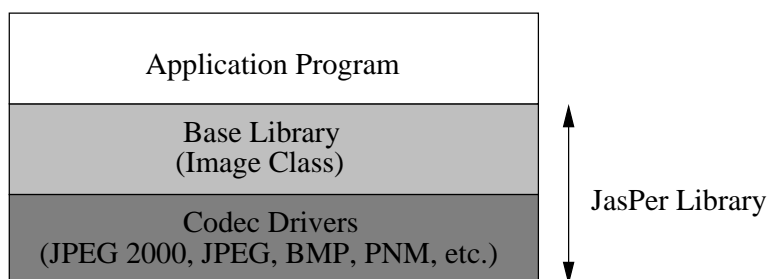 Application Program
Base Library
(Image Class)
JasPer Library
Codec Drivers
(JPEG 2000, JPEG, BMP, PNM, etc.)